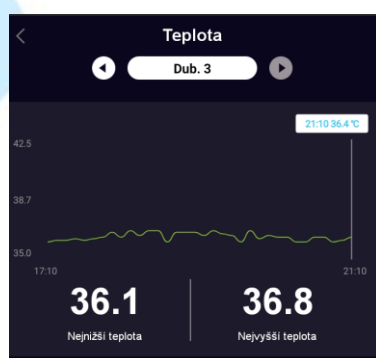 Teplota
Dub. 3
21:10 36.4 ℃
42.5
38.7
35.0
17:10 21:10
36.1 36.8
Nejnižší teplota Nejvyšší teplota